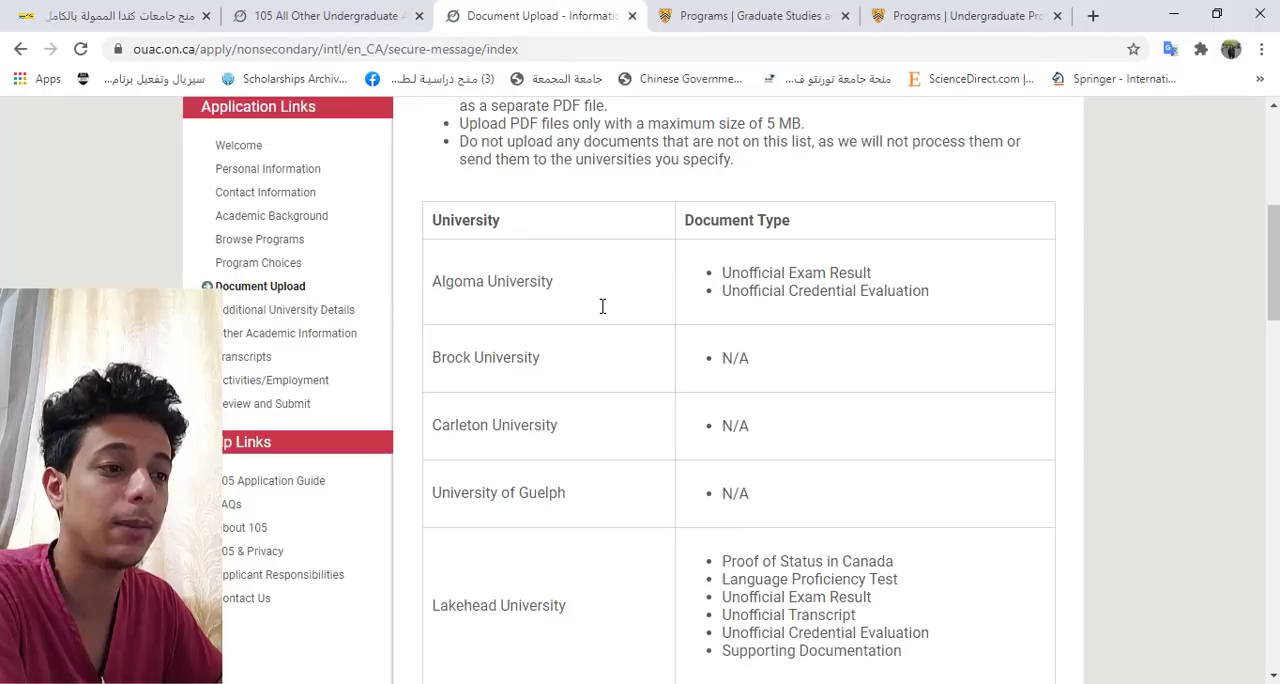 منح جامعات كندا الممولة بالكامل
105 All Other Undergraduate A
Document Upload - Informatic
Programs | Graduate Studies a
Programs | Undergraduate Pro
ouac.on.ca/apply/nonsecondary/intl/en_CA/secure-message/index
Apps
سيريال وتفعيل برنام...
Scholarships Archiv...
(3) منح دراسية لطـ...
جامعة المجمعة
Chinese Governme...
منحة جامعة تورنتو ف...
ScienceDirect.com |...
Springer - Internati...
»
Application Links
Welcome
Personal Information
Contact Information
Academic Background
Browse Programs
Program Choices
Document Upload
dditional University Details
ther Academic Information
ranscripts
ctivities/Employment
eview and Submit
p Links
05 Application Guide
AQs
bout 105
05 & Privacy
pplicant Responsibilities
ontact Us
as a separate PDF file.
• Upload PDF files only with a maximum size of 5 MB.
• Do not upload any documents that are not on this list, as we will not process them or
send them to the universities you specify.
University Document Type
Algoma University
• Unofficial Exam Result
• Unofficial Credential Evaluation
Brock University
• N/A
Carleton University
• N/A
University of Guelph
• N/A
Lakehead University
• Proof of Status in Canada
• Language Proficiency Test
• Unofficial Exam Result
• Unofficial Transcript
• Unofficial Credential Evaluation
• Supporting Documentation